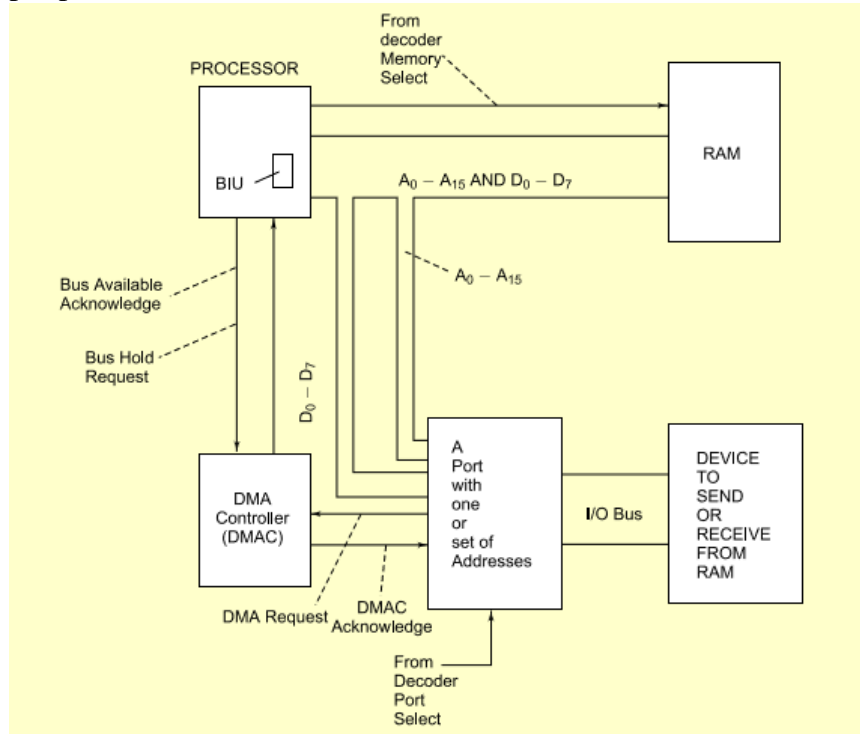 From
decoder
Memory
Select
PROCESSOR
BIU
RAM
A₀ – A₁₅ AND D₀ – D₇
A₀ – A₁₅
Bus Available
Acknowledge
Bus Hold
Request
D₀ – D₇
DMA
Controller
(DMAC)
A
Port
with
one
or
set of
Addresses
I/O Bus
DEVICE
TO
SEND
OR
RECEIVE
FROM
RAM
DMA Request
DMAC
Acknowledge
From
Decoder
Port
Select